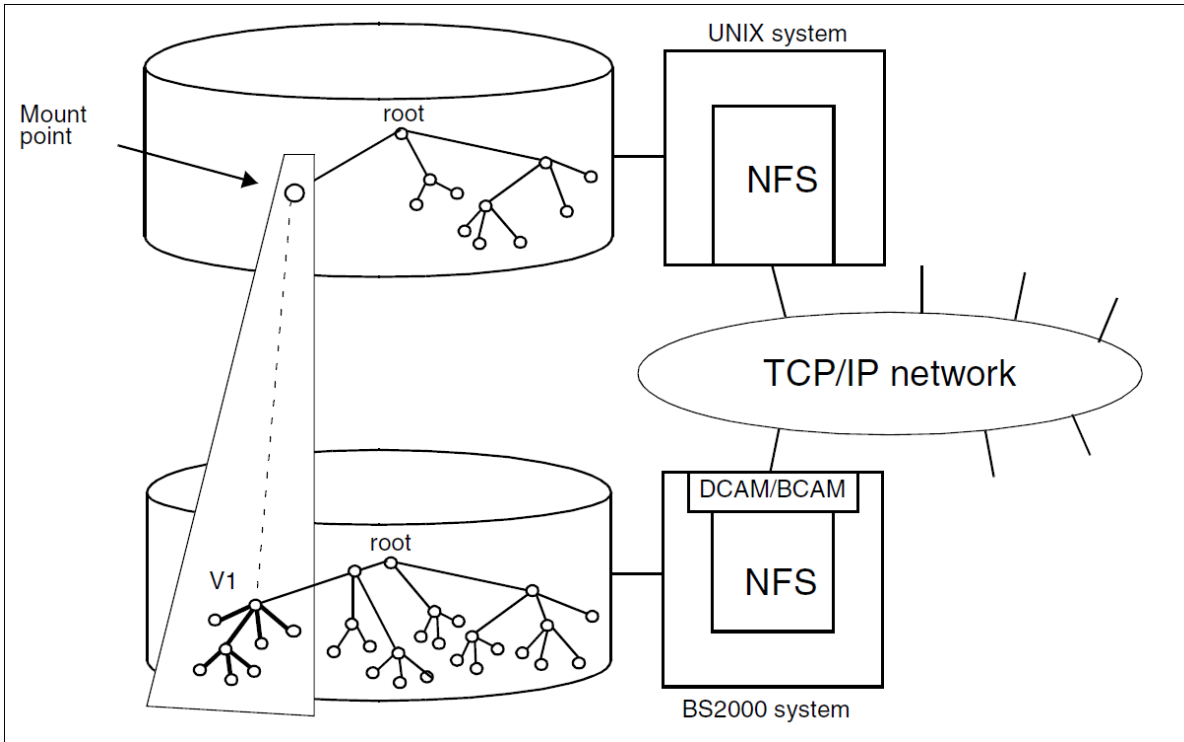 UNIX system
Mount
point
root
NFS
TCP/IP network
DCAM/BCAM
root
V1
NFS
BS2000 system